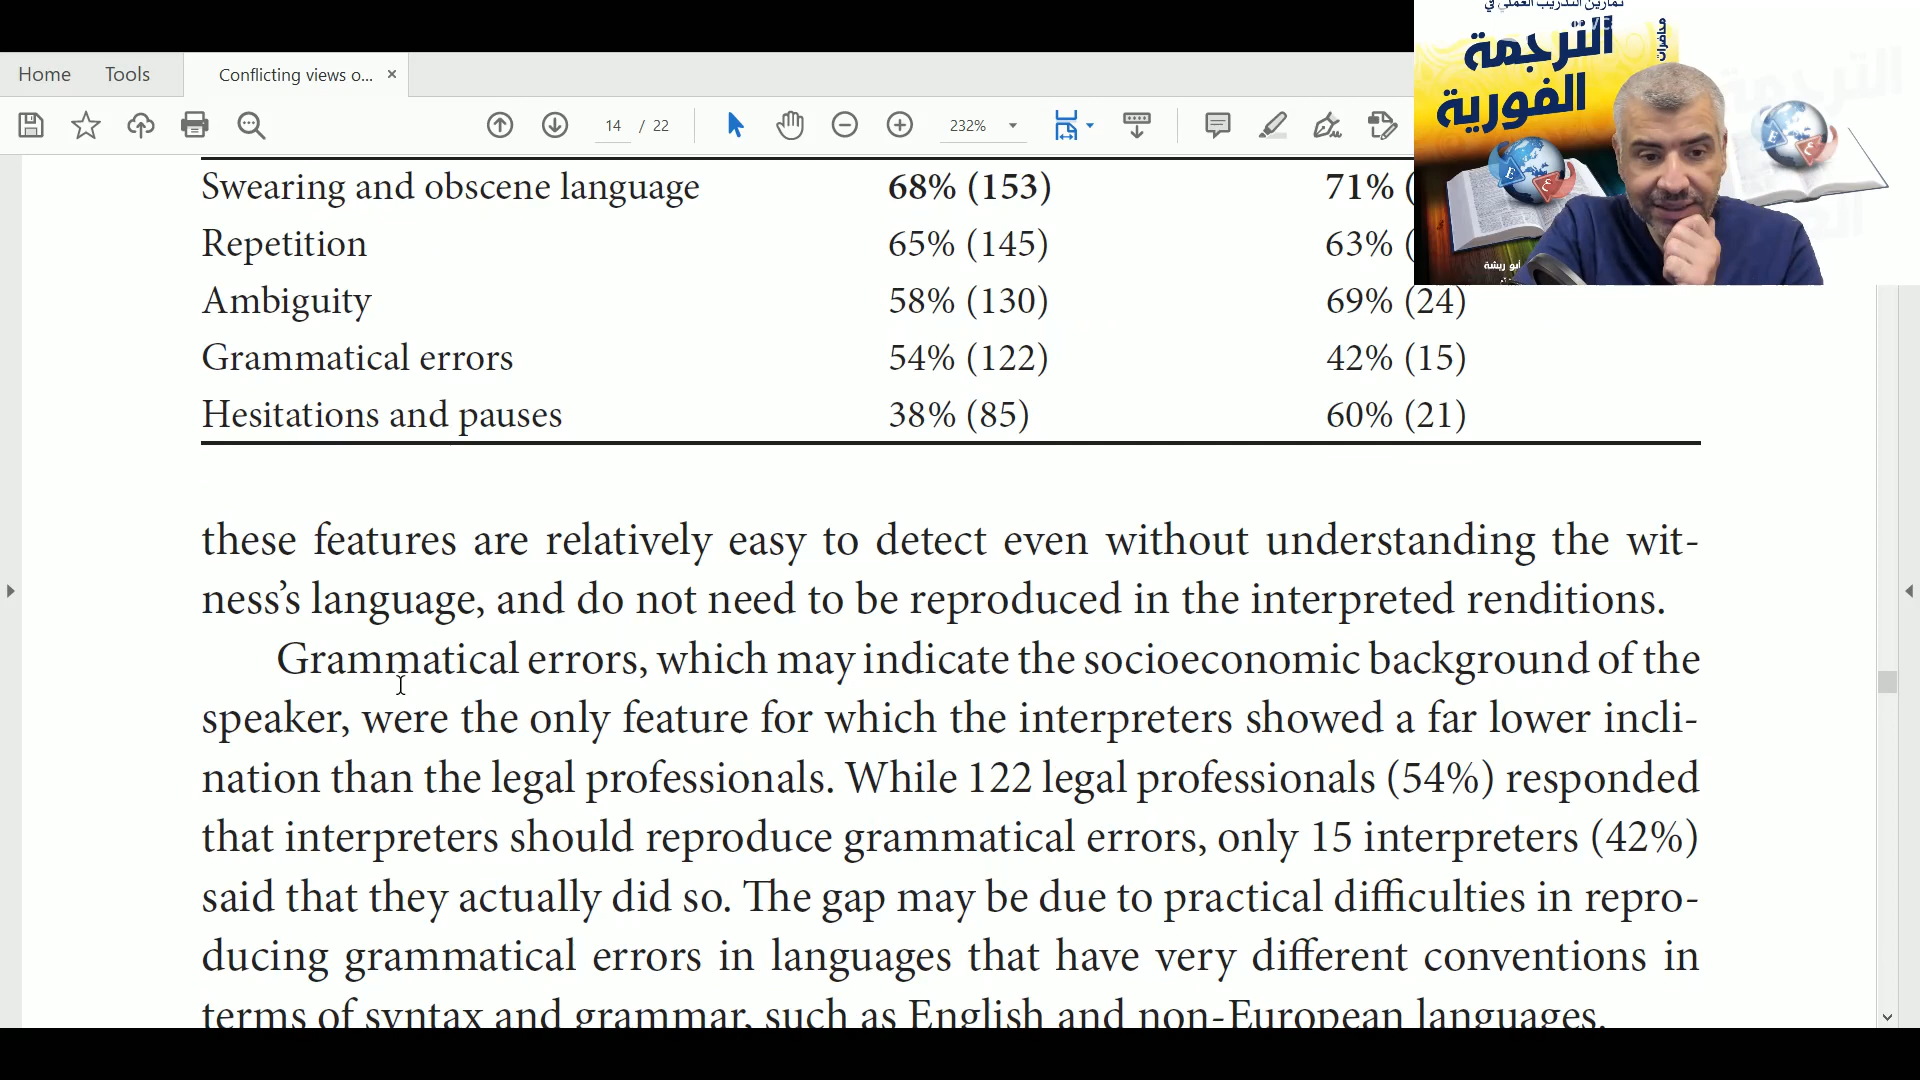 تمارين التدريب العملي في
محاضرات
الترجمة
الفورية
E
ع
أبو ريشة
E
ع
Home Tools Conflicting views o... ×
14 / 22 232%
Swearing and obscene language 68% (153) 71% (
Repetition 65% (145) 63% (
Ambiguity 58% (130) 69% (24)
Grammatical errors 54% (122) 42% (15)
Hesitations and pauses 38% (85) 60% (21)
these features are relatively easy to detect even without understanding the wit-
ness’s language, and do not need to be reproduced in the interpreted renditions.
Grammatical errors, which may indicate the socioeconomic background of the
speaker, were the only feature for which the interpreters showed a far lower incli-
nation than the legal professionals. While 122 legal professionals (54%) responded
that interpreters should reproduce grammatical errors, only 15 interpreters (42%)
said that they actually did so. The gap may be due to practical difficulties in repro-
ducing grammatical errors in languages that have very different conventions in
terms of syntax and grammar, such as English and non-European languages.